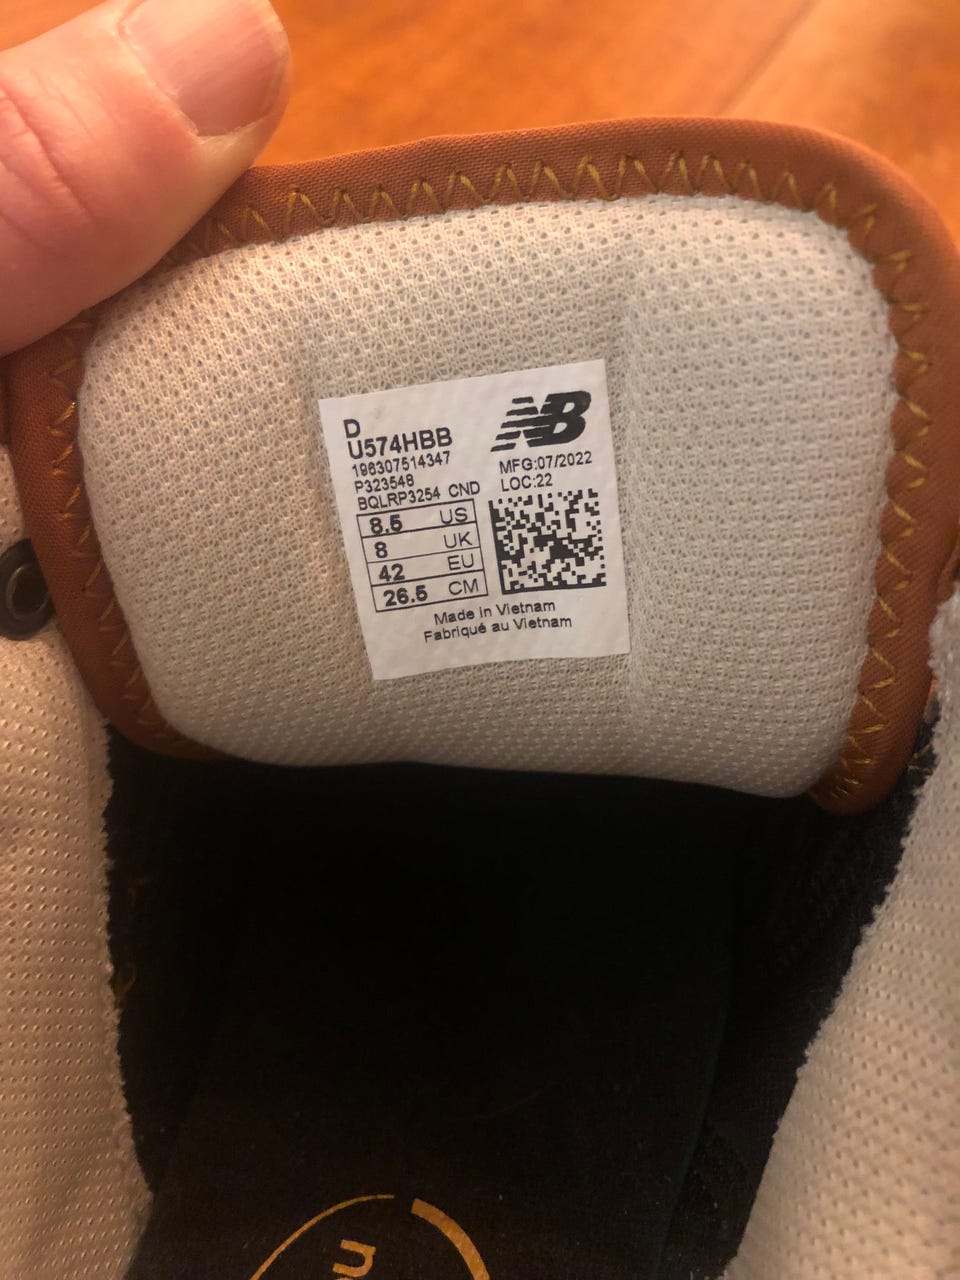 D
U574HBB
196307514347
P323548
BQLRP3254 CND
8.5 US
8 UK
42 EU
26.5 CM
NB
MFG:07/2022
LOC:22
Made in Vietnam
Fabriqué au Vietnam
n